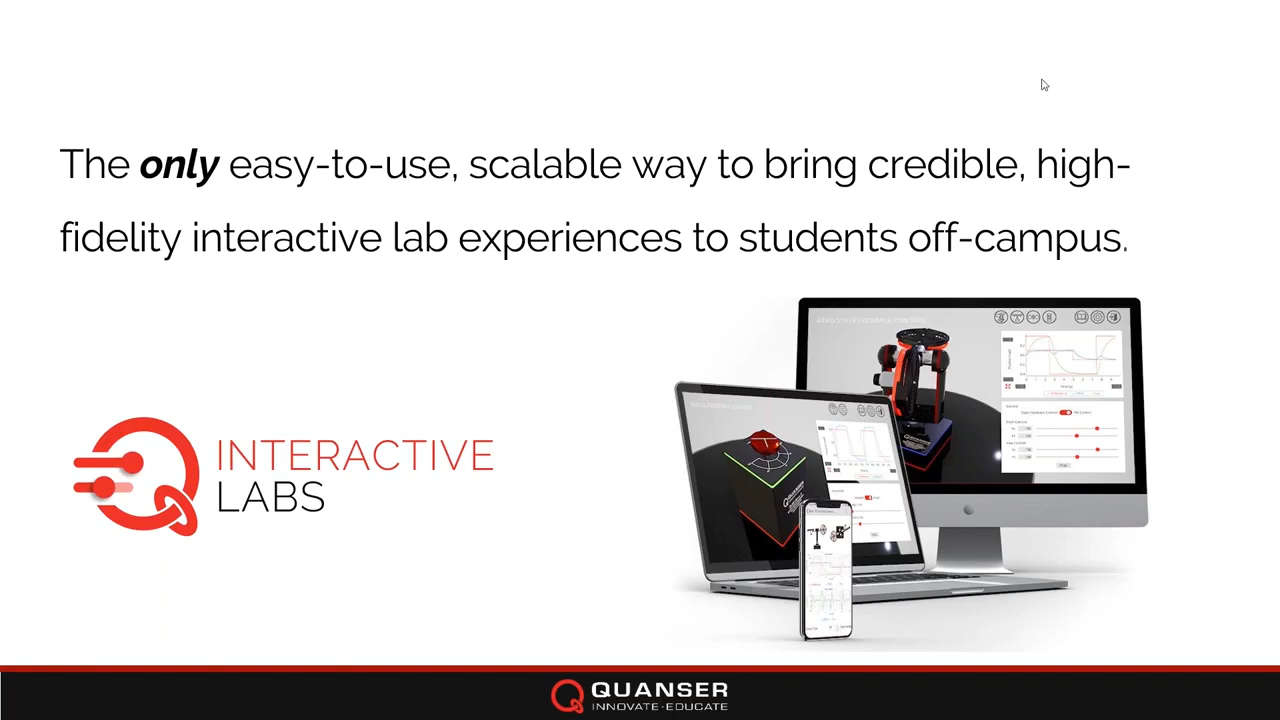 The only easy-to-use, scalable way to bring credible, high-
fidelity interactive lab experiences to students off-campus.
INTERACTIVE
LABS
QUANSER
QUANSER
INNOVATE·EDUCATE